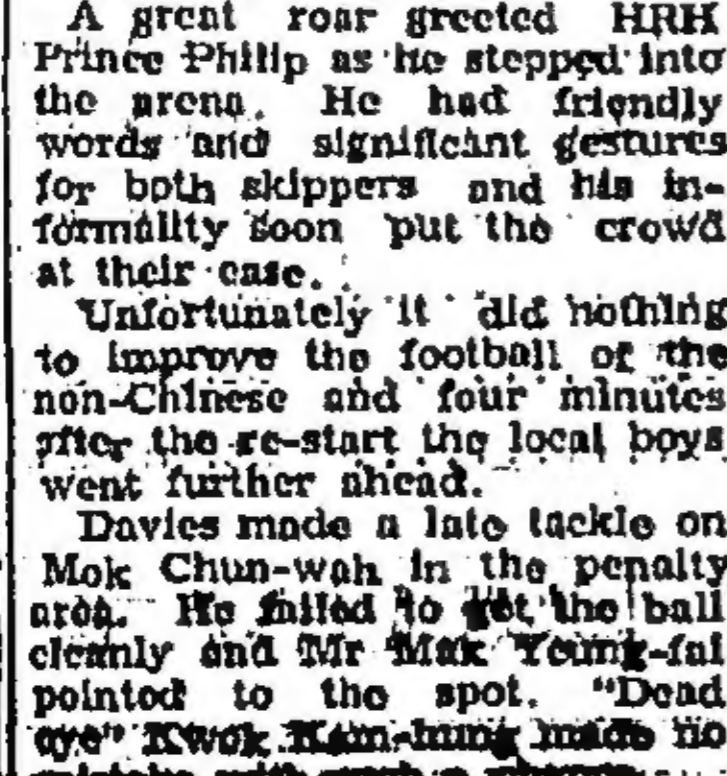 A great roar greeted HRH
Prince Philip as he stepped into
the arena. He had friendly
words and significant gestures
for both skippers and his in-
formality soon put the crowd
at their ease.
Unfortunately it did nothing
to improve the football of the
non-Chinese and four minutes
after the re-start the local boys
went further ahead.
Davies made a late tackle on
Mok Chun-wah in the penalty
area. He failed to get the ball
cleanly and Mr Mak Yeung-fai
pointed to the spot. "Dead
eye" Kwok Kam-hung made no